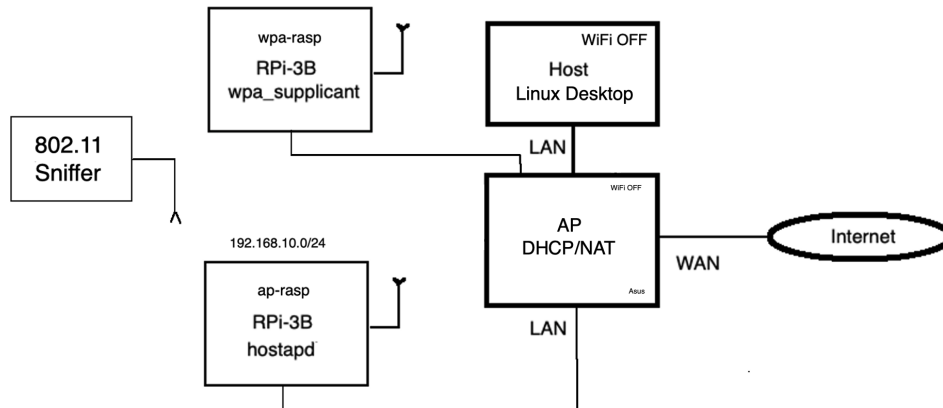 wpa-rasp
RPi-3B
wpa_supplicant
WiFi OFF
Host
Linux Desktop
802.11
Sniffer
LAN
WiFi OFF
AP
DHCP/NAT
Asus
WAN
Internet
192.168.10.0/24
ap-rasp
RPi-3B
hostapd
LAN